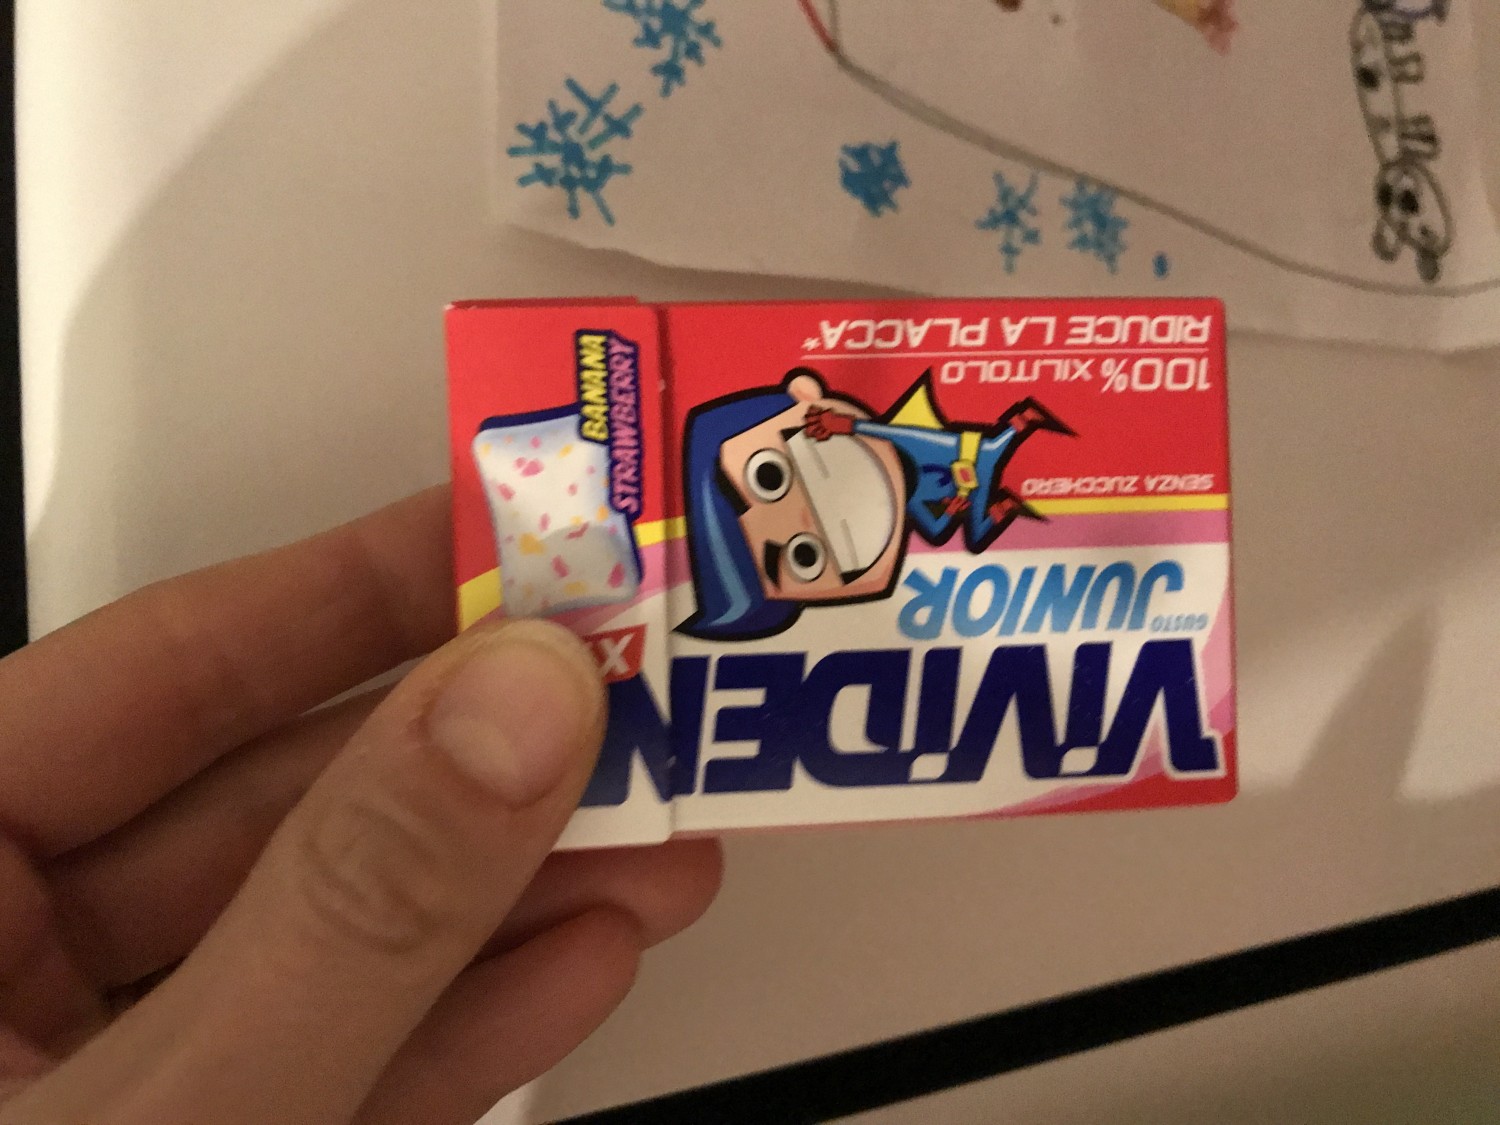 ViViDEN
GUSTO
JUNIOR
SENZA ZUCCHERO
100% XILITOLO
RIDUCE LA PLACCA*
BANANA
STRAWBERRY